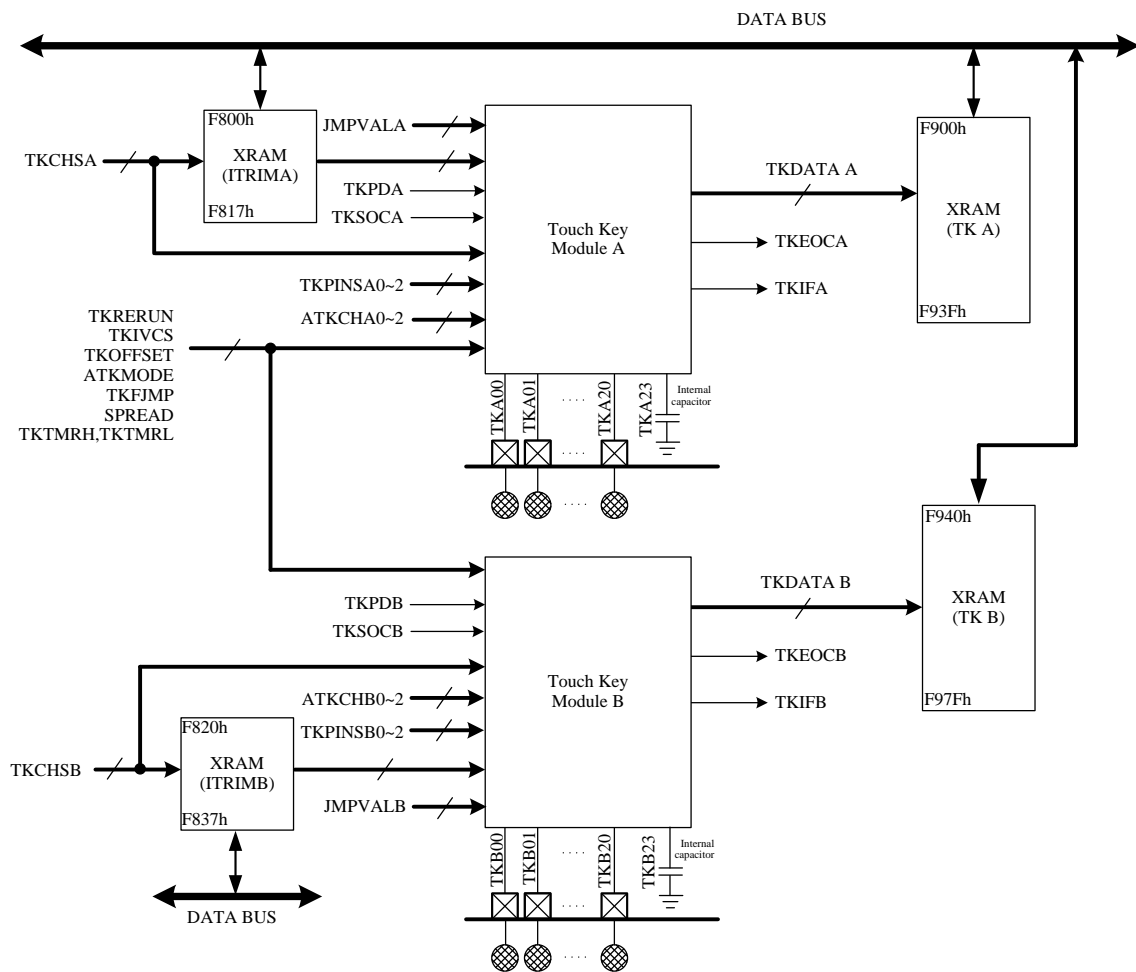 DATA BUS
F800h
XRAM
(ITRIMA)
F817h
TKCHSA
JMPVALA
TKPDA
TKSOCA
TKPINSA0~2
ATKCHA0~2
Touch Key
Module A
TKDATA A
TKEOCA
TKIFA
F900h
XRAM
(TK A)
F93Fh
TKRERUN
TKIVCS
TKOFFSET
ATKMODE
TKFJMP
SPREAD
TKTMRH,TKTMRL
TKA00
TKA01
....
TKA20
TKA23
Internal
capacitor
....
....
TKPDB
TKSOCB
ATKCHB0~2
TKPINSB0~2
JMPVALB
Touch Key
Module B
TKDATA B
TKEOCB
TKIFB
F940h
XRAM
(TK B)
F97Fh
TKCHSB
F820h
XRAM
(ITRIMB)
F837h
DATA BUS
TKB00
TKB01
....
TKB20
TKB23
Internal
capacitor
....
....